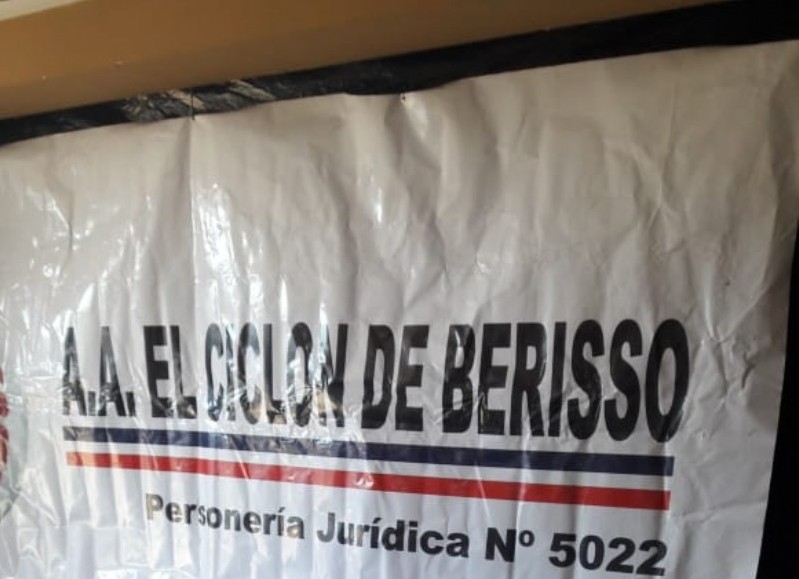 A.A. EL CICLON DE BERISSO
Personería Jurídica Nº 5022